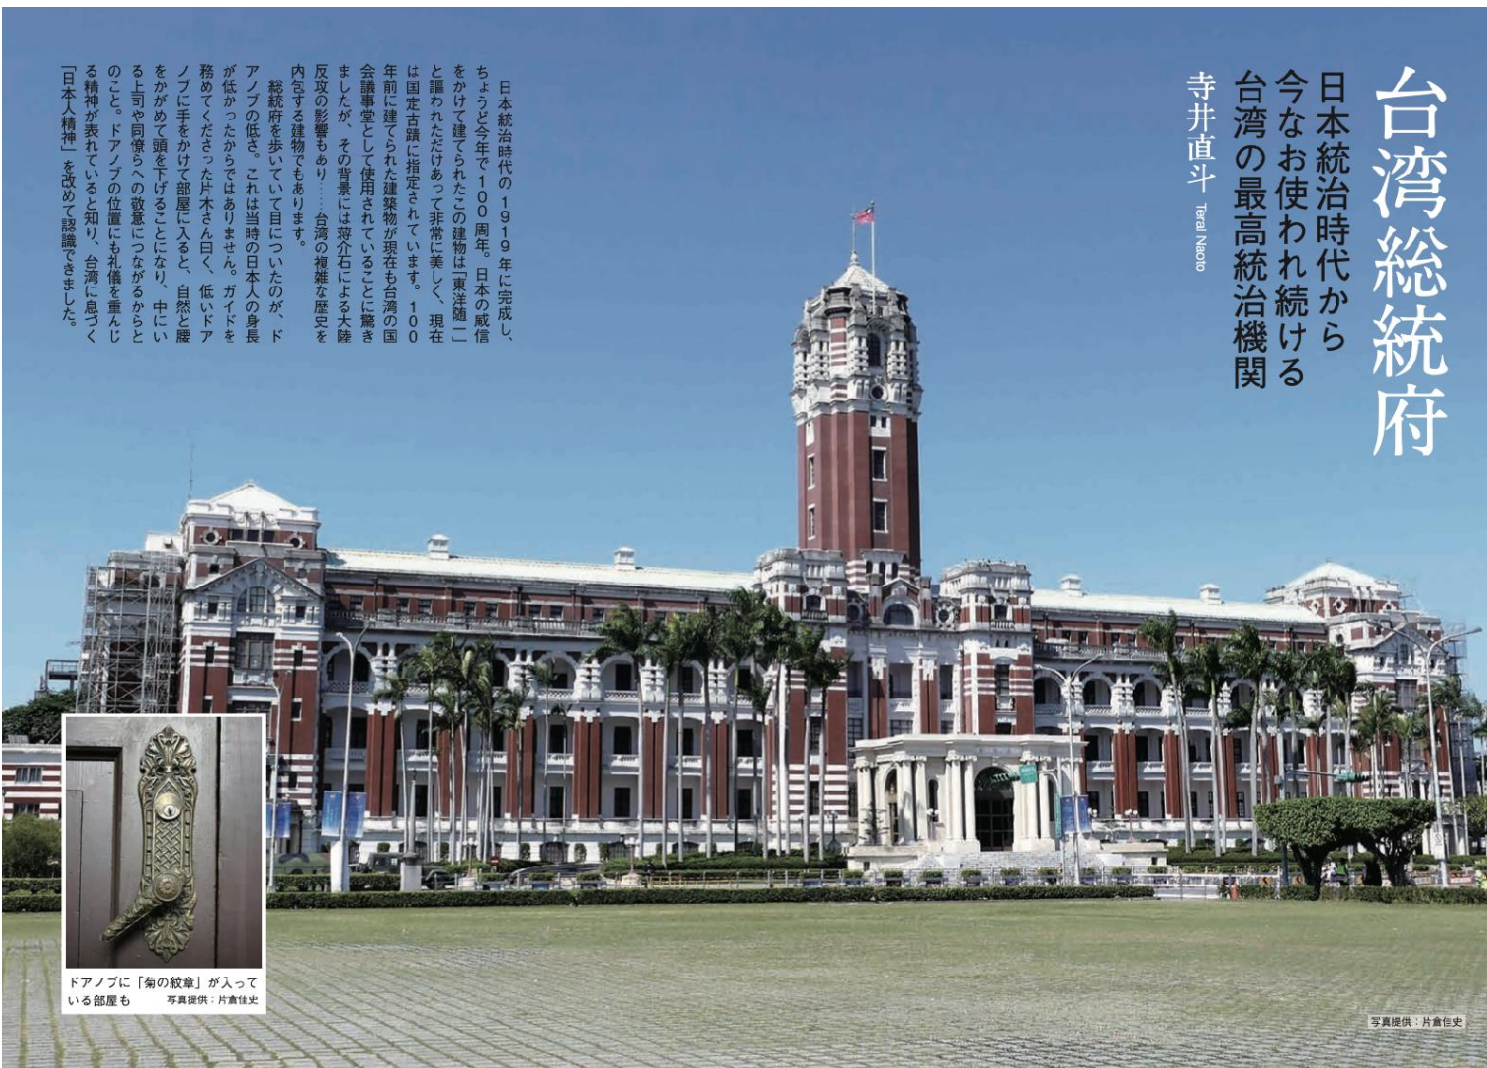 台湾総統府
日本統治時代から
今なお使われ続ける
台湾の最高統治機関
寺井直斗 Terai Naoto
日本統治時代の1919年に完成し、
ちょうど今年で100周年。日本の威信
をかけて建てられたこの建物は「東洋随一」
と謳われただけあって非常に美しく、現在
は国定古蹟に指定されています。100
年前に建てられた建築物が現在も台湾の国
会議事堂として使用されていることに驚き
ましたが、その背景には蒋介石による大陸
反攻の影響もあり……台湾の複雑な歴史を
内包する建物でもあります。
総統府を歩いていて目についたのが、ド
アノブの低さ。これは当時の日本人の身長
が低かったからではありません。ガイドを
務めてくださった片木さん曰く、低いドア
ノブに手をかけて部屋に入ると、自然と腰
をかがめて頭を下げることになり、中にい
る上司や同僚らへの敬意につながるからと
のこと。ドアノブの位置にも礼儀を重んじ
る精神が表れていると知り、台湾に息づく
「日本人精神」を改めて認識できました。
ドアノブに「菊の紋章」が入って
いる部屋も
写真提供：片倉佳史
写真提供：片倉佳史